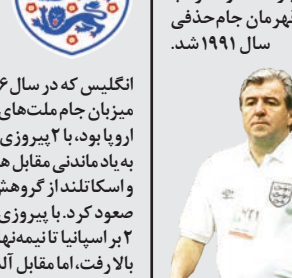 قهرمان جام حذفی
سال ۱۹۹۱ شد.
انگلیس که در سال ۶
میزبان جام ملت‌های
اروپا بود، با ۲ پیروزی
به یاد ماندنی مقابل ه
و اسکاتلند از گروهش
صعود کرد. با پیروزی
۲ بر اسپانیا تا نیمه‌نه
بالا رفت، اما مقابل آل